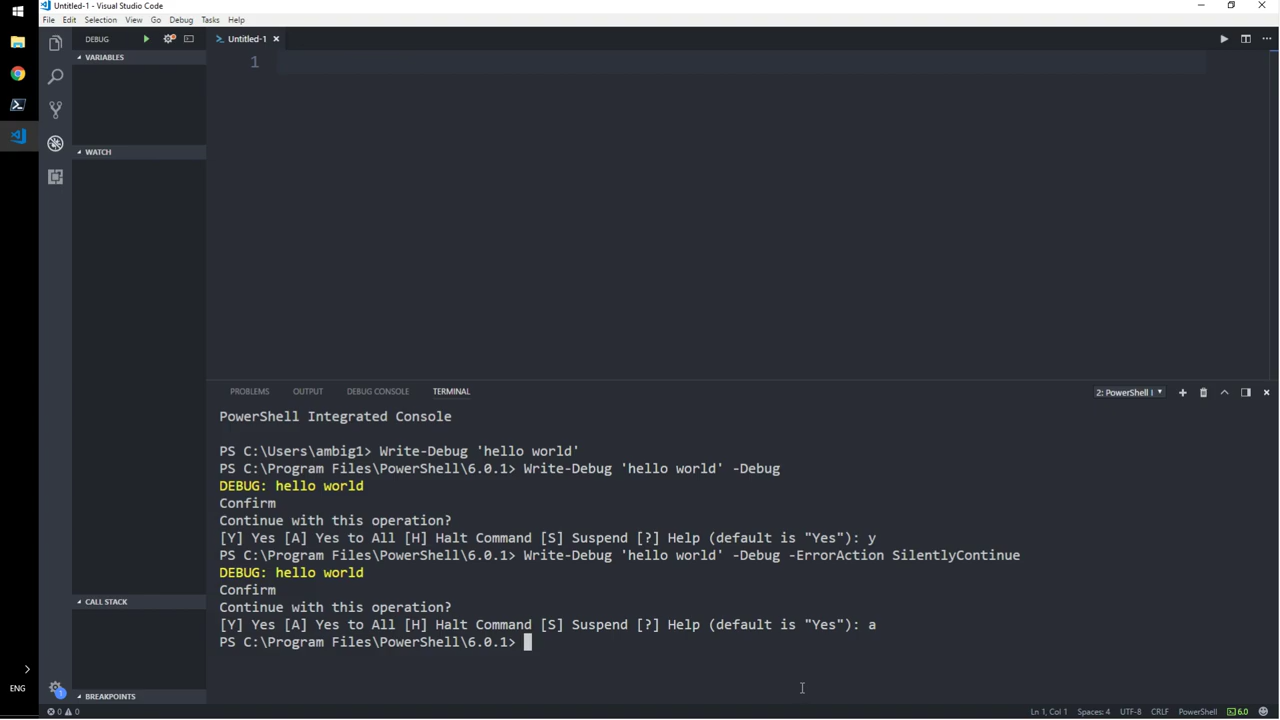 Untitled-1 - Visual Studio Code
File Edit Selection View Go Debug Tasks Help
DEBUG
Untitled-1
VARIABLES
1
WATCH
CALL STACK
BREAKPOINTS
PROBLEMS OUTPUT DEBUG CONSOLE TERMINAL
2: PowerShell I
PowerShell Integrated Console
PS C:\Users\ambig1> Write-Debug 'hello world'
PS C:\Program Files\PowerShell\6.0.1> Write-Debug 'hello world' -Debug
DEBUG: hello world
Confirm
Continue with this operation?
[Y] Yes [A] Yes to All [H] Halt Command [S] Suspend [?] Help (default is "Yes"): y
PS C:\Program Files\PowerShell\6.0.1> Write-Debug 'hello world' -Debug -ErrorAction SilentlyContinue
DEBUG: hello world
Confirm
Continue with this operation?
[Y] Yes [A] Yes to All [H] Halt Command [S] Suspend [?] Help (default is "Yes"): a
PS C:\Program Files\PowerShell\6.0.1>
ENG
1
0 0
Ln 1, Col 1 Spaces: 4 UTF-8 CRLF PowerShell 6.0